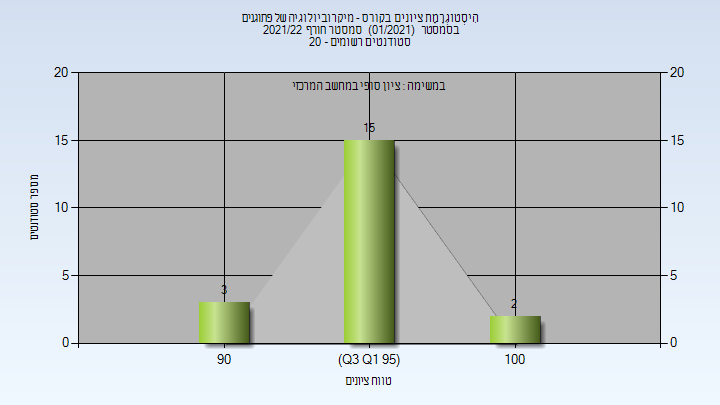 הִיסְטוֹגְרָמַת ציונים בקורס - מיקרוביולוגיה של פתוגנים
בסמסטר (01/2021) סמסטר חורף 2021/22
סטודנטים רשומים - 20
במשימה : ציון סופי במחשב המרכזי
20 20
15 15
10 10
5 5
0 0
3
15
2
90
(Q3 Q1 95)
100
מספר סטודנטים
טווח ציונים